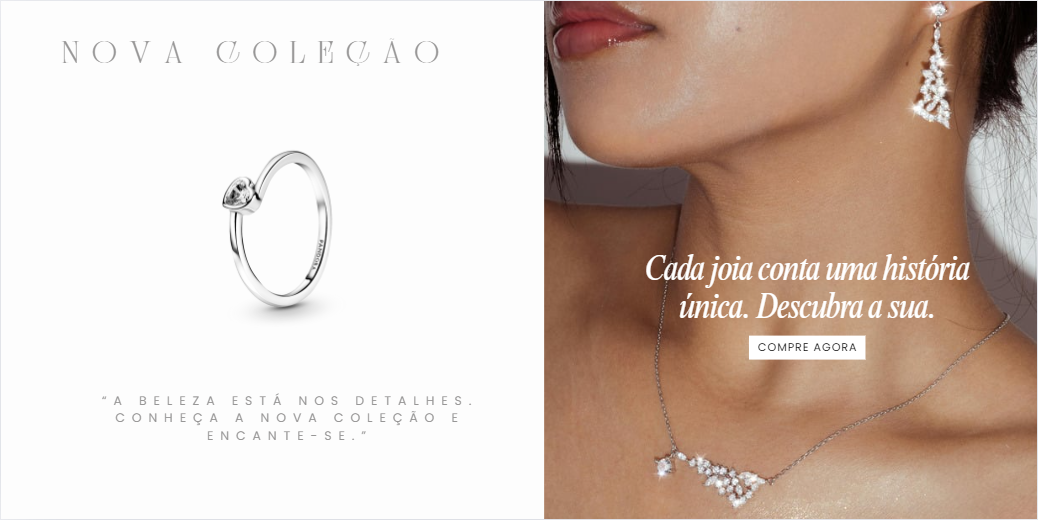 NOVA COLEÇÃO
PANDORA
“A BELEZA ESTÁ NOS DETALHES.
CONHEÇA A NOVA COLEÇÃO E
ENCANTE-SE.”
Cada joia conta uma história
única. Descubra a sua.
COMPRE AGORA